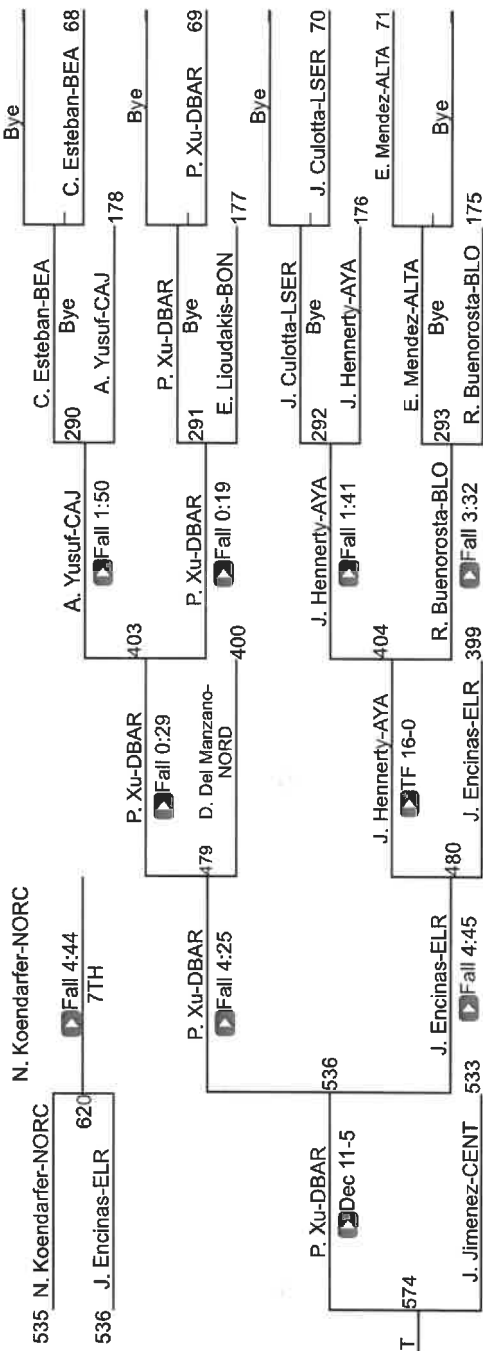 Bye
C. Esteban-BEA 68
Bye
P. Xu-DBAR 69
Bye
J. Culotta-LSER 70
E. Mendez-ALTA 71
Bye
C. Esteban-BEA
Bye
A. Yusuf-CAJ 178
P. Xu-DBAR
Bye
E. Lioudakis-BON 177
J. Culotta-LSER
Bye
J. Hennerty-AYA 176
E. Mendez-ALTA
Bye
R. Buenorosta-BLO 175
290
291
292
293
A. Yusuf-CAJ
Fall 1:50
P. Xu-DBAR
Fall 0:19
J. Hennerty-AYA
Fall 1:41
R. Buenorosta-BLO
Fall 3:32
403
400
404
399
P. Xu-DBAR
Fall 0:29
D. Del Manzano-
NORD
J. Hennerty-AYA
TF 16-0
J. Encinas-ELR
479
480
N. Koendarfer-NORC
Fall 4:44
7TH
P. Xu-DBAR
Fall 4:25
J. Encinas-ELR
Fall 4:45
620
536
533
535 N. Koendarfer-NORC
536 J. Encinas-ELR
P. Xu-DBAR
Dec 11-5
J. Jimenez-CENT
574
T